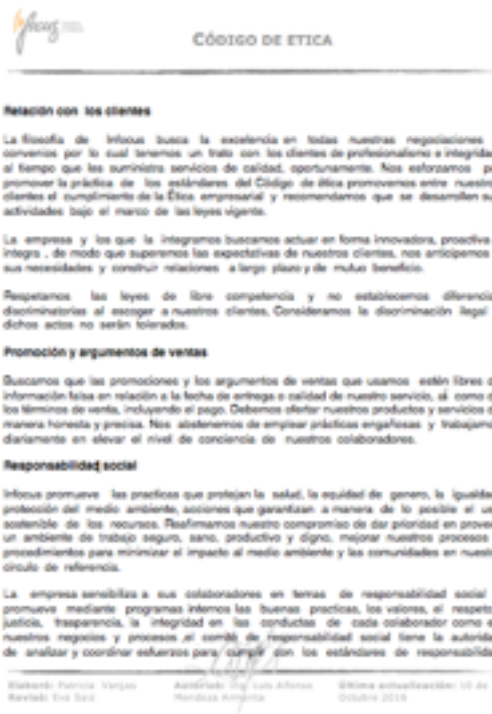 Infocus
CÓDIGO DE ETICA
Relación con los clientes
La filosofía de Infocus busca la excelencia en todas nuestras negociaciones
convenios por lo cual tenemos un trato con los clientes de profesionalismo e integridad
al tiempo que les suministra servicios de calidad, oportunamente. Nos esforzamos
promover la práctica de los estándares del Código de ética promovemos entre nuestro
clientes el cumplimiento de la Ética empresarial y recomendamos que se desarrollen su
actividades bajo el marco de las leyes vigente.
La empresa y los que la integramos buscamos actuar en forma innovadora, proactiva
integra , de modo que superemos las expectativas de nuestros clientes, nos anticipemos
sus necesidades y construir relaciones a largo plazo y de mutuo beneficio.
Respetamos las leyes de libre competencia y no establecemos diferencia
discriminatorias al escoger a nuestros clientes, Consideramos la discriminación ilegal
dichos actos no serán tolerados.
Promoción y argumentos de ventas
Buscamos que las promociones y los argumentos de ventas que usamos estén libres d
información falsa en relación a la fecha de entrega o calidad de nuestro servicio, así como d
los términos de venta, incluyendo el pago. Debemos ofertar nuestros productos y servicios d
manera honesta y precisa. Nos abstenemos de emplear prácticas engañosas y trabajamo
diariamente en elevar el nivel de conciencia de nuestros colaboradores.
Responsabilidad social
Infocus promueve las practicas que protejan la salud, la equidad de genero, la igualda
protección del medio ambiente, acciones que garantizan a manera de lo posible el us
sostenible de los recursos. Reafirmamos nuestro compromiso de dar prioridad en prove
un ambiente de trabajo seguro, sano, productivo y digno, mejorar nuestros procesos
procedimientos para minimizar el impacto al medio ambiente y las comunidades en nuest
circulo de referencia.
La empresa sensibiliza a sus colaboradores en temas de responsabilidad social
promueve mediante programas internos las buenas practicas, los valores, el respeto
justicia, trasparencia, la integridad en las conductas de cada colaborador como e
nuestros negocios y procesos ,el comité de responsabilidad social tiene la autorida
de analizar y coordinar esfuerzos para cumplir con los estándares de responsabilida
Elaboró: Patricia Vargas
Revisó: Eva Saiz
Autorizó: Ing. Luis Alfonso
Mendoza Armenta
Última actualización: 10 de
Octubre 2016